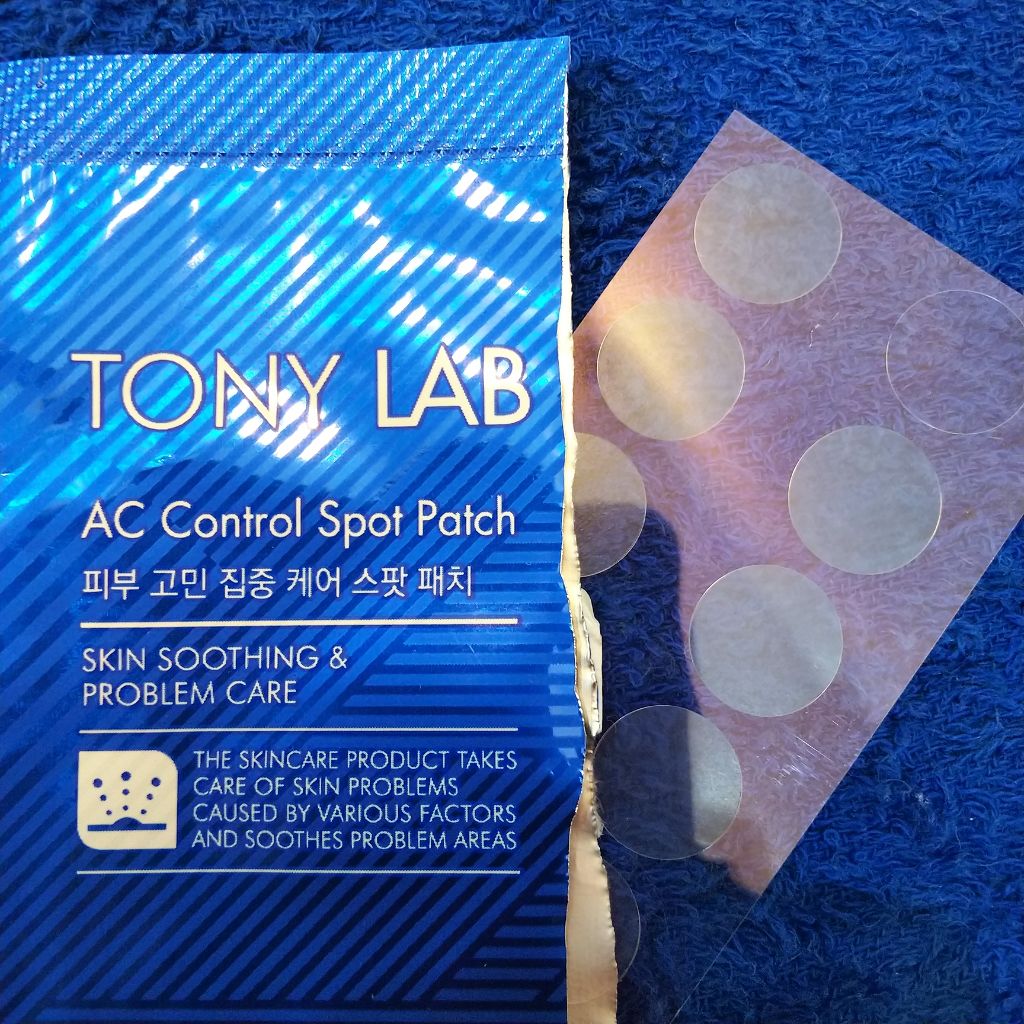 TONY LAB
AC Control Spot Patch
피부 고민 집중 케어 스팟 패치
SKIN SOOTHING &
PROBLEM CARE
THE SKINCARE PRODUCT TAKES
CARE OF SKIN PROBLEMS
CAUSED BY VARIOUS FACTORS
AND SOOTHES PROBLEM AREAS